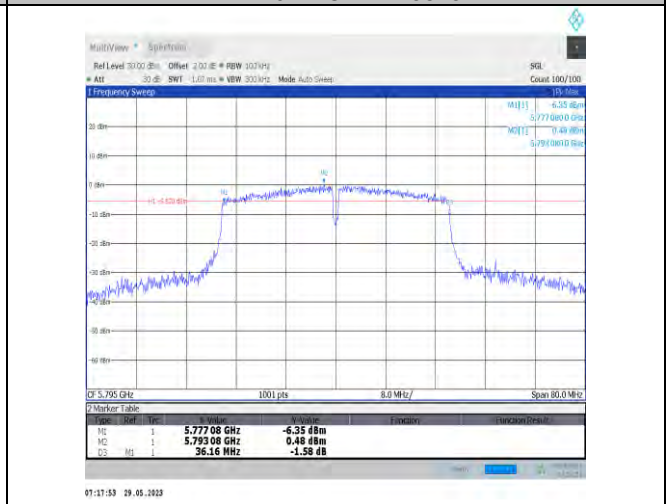 MultiView Spectrum
Ref Level 30.00 dBm Offset 2.00 dB RBW 100 kHz SGL
Att 30 dB SWT 1.67 ms VBW 300 kHz Mode Auto Sweep Count 100/100
1 Frequency Sweep 1Pk Max
M1[1] -6.35 dBm
5.777080 0 GHz
M2[1] 0.48 dBm
5.793080 0 GHz
20 dBm
10 dBm
0 dBm
M2
M1
-10 dBm
-20 dBm
-30 dBm
-40 dBm
-50 dBm
-60 dBm
CF 5.795 GHz 1001 pts 8.0 MHz/ Span 80.0 MHz
2 Marker Table
Type Ref Trc X-Value Y-Value Function Function Result
M1 1 5.777 08 GHz -6.35 dBm
M2 1 5.793 08 GHz 0.48 dBm
D3 M1 1 36.16 MHz -1.58 dB
07:17:53 29.05.2023